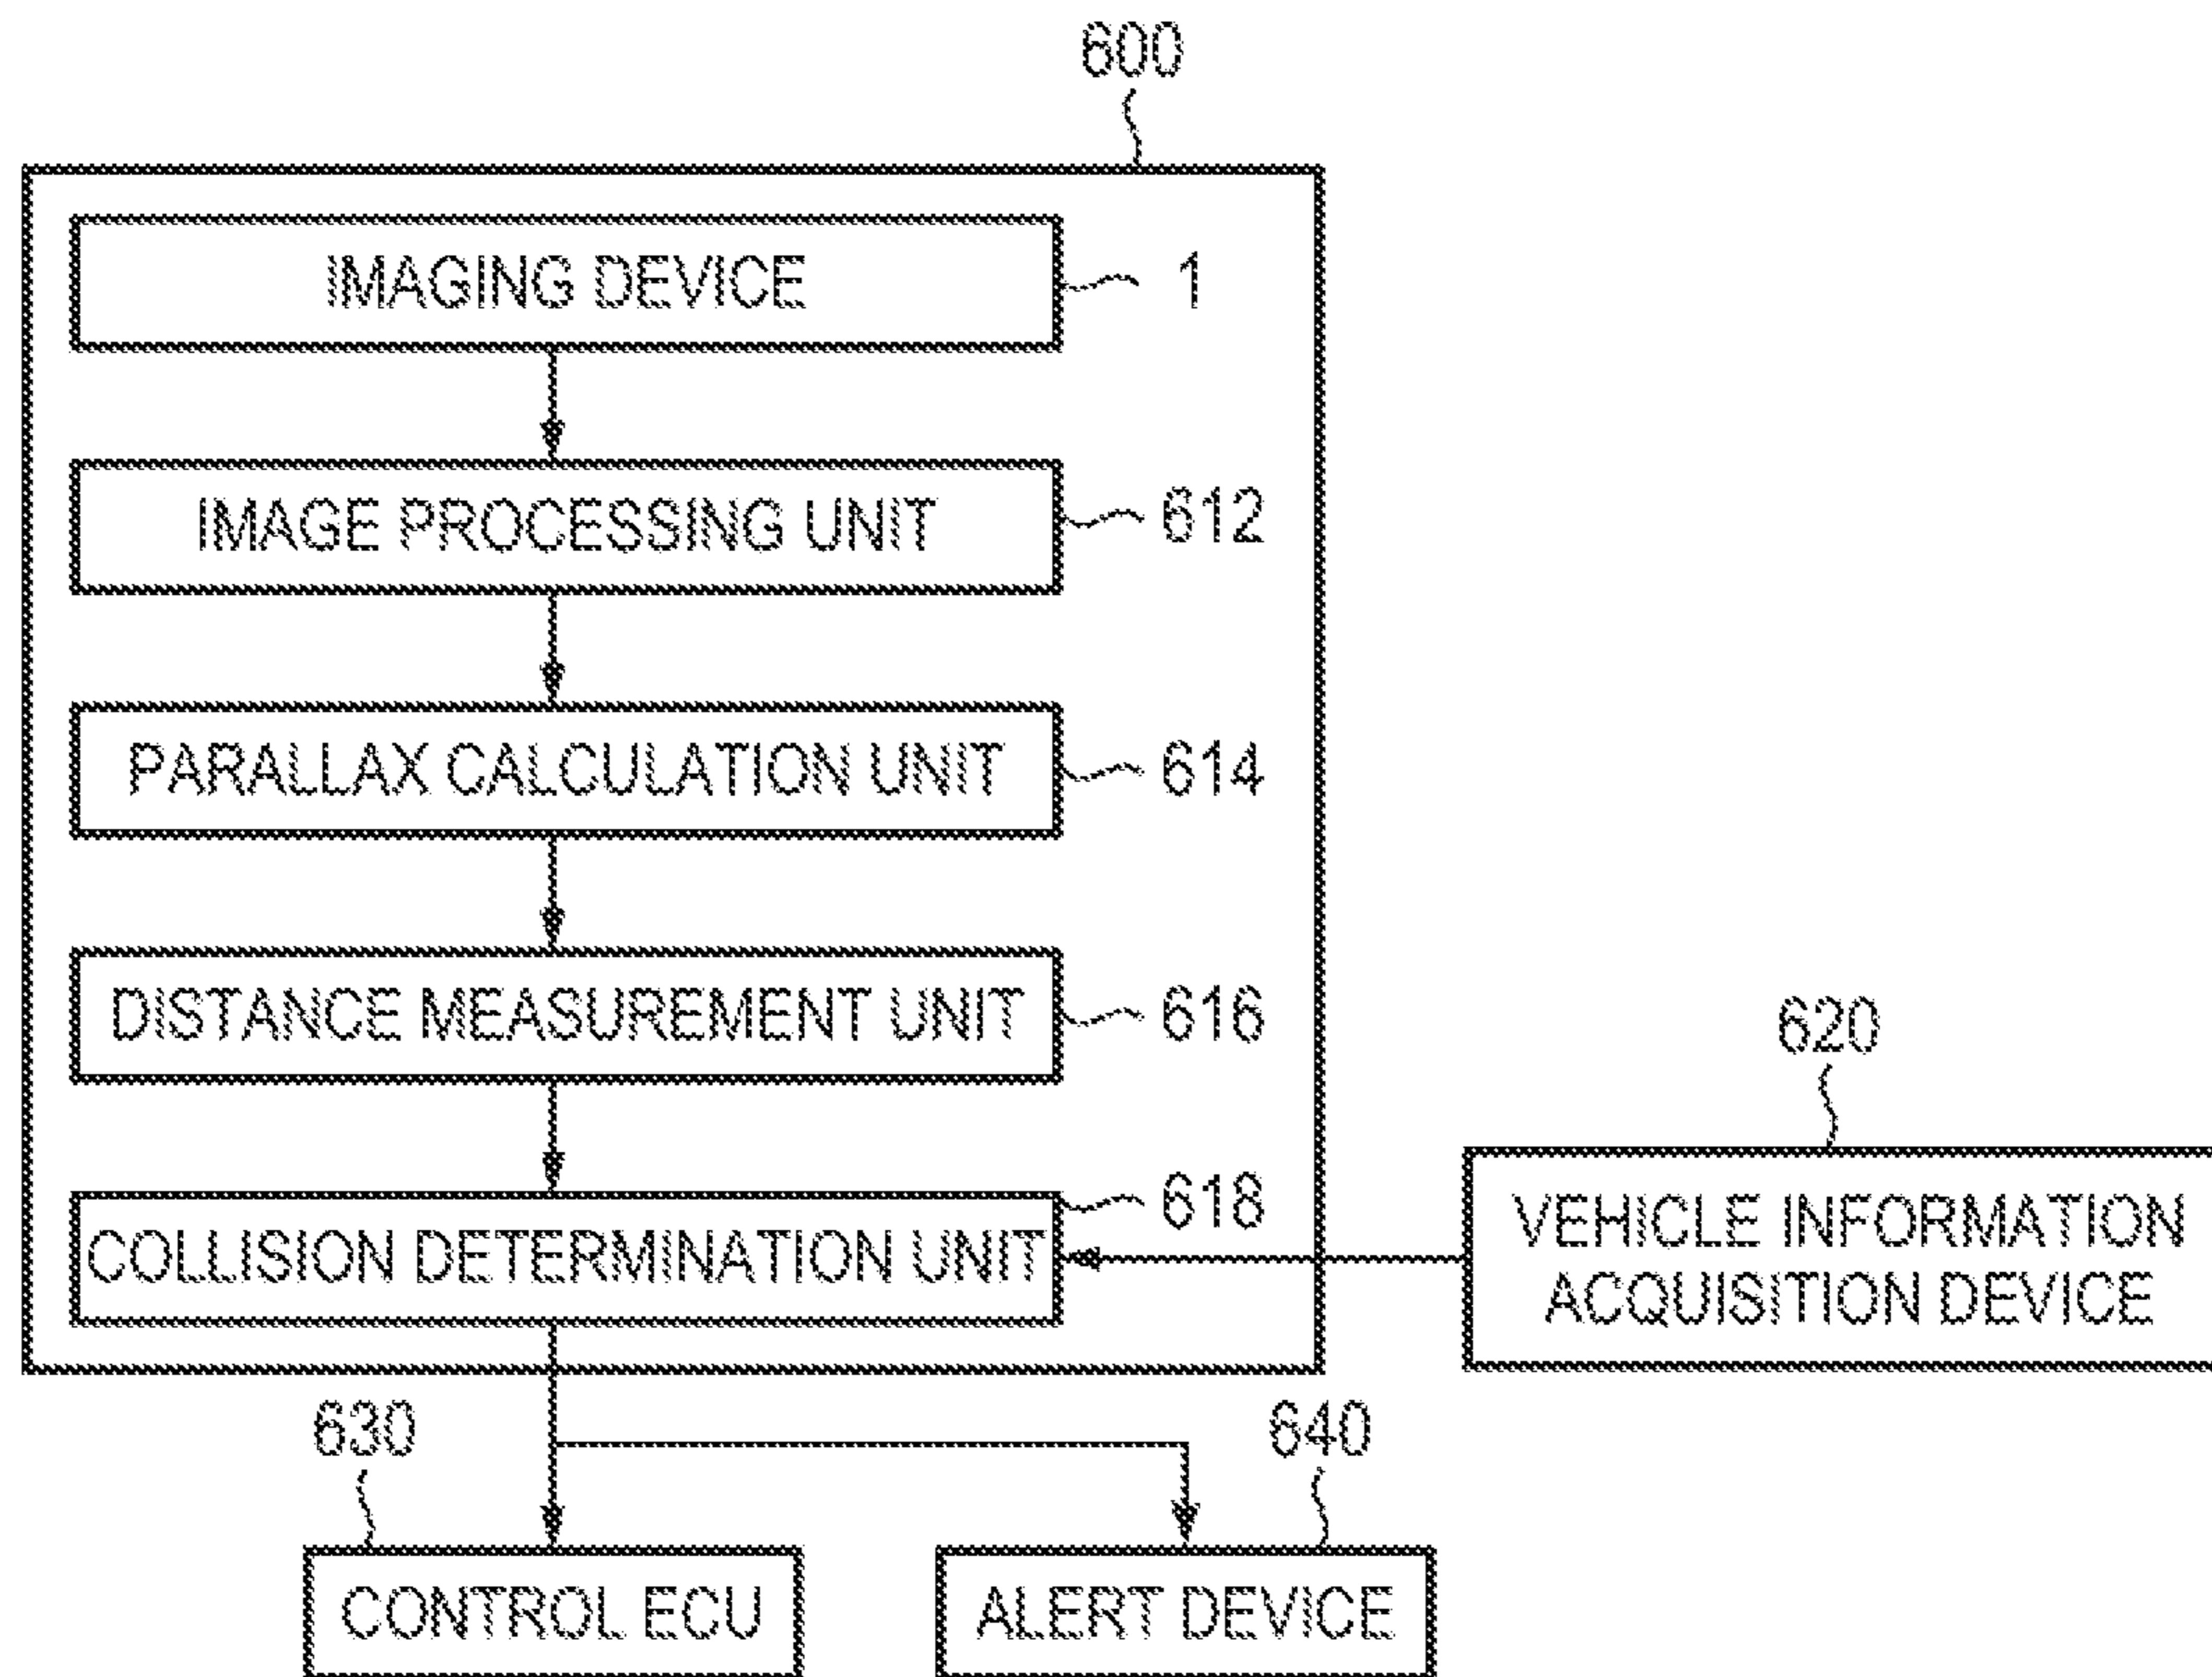 600
IMAGING DEVICE
1
IMAGE PROCESSING UNIT
612
PARALLAX CALCULATION UNIT
614
DISTANCE MEASUREMENT UNIT
616
COLLISION DETERMINATION UNIT
618
620
VEHICLE INFORMATION
ACQUISITION DEVICE
630
CONTROL ECU
640
ALERT DEVICE